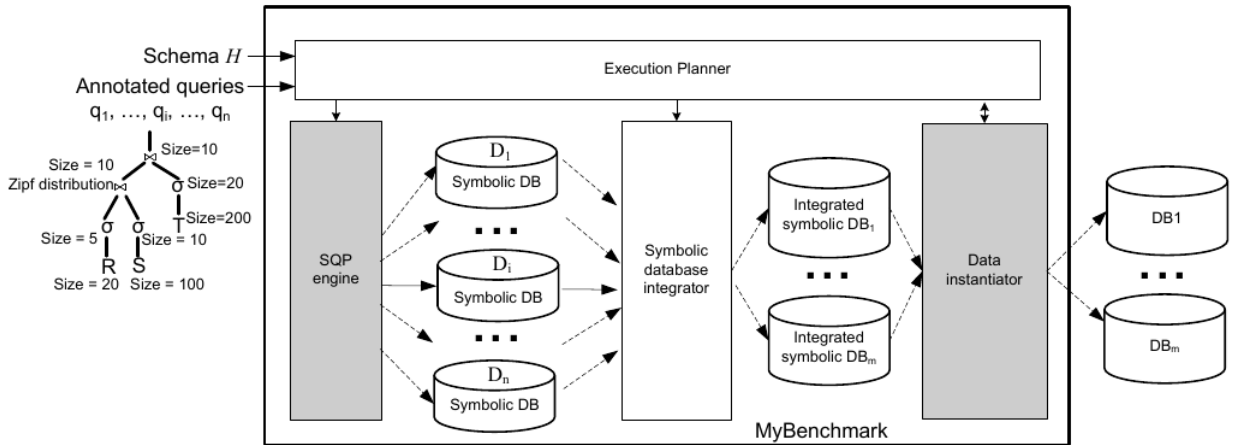 Schema H
Execution Planner
Annotated queries
q1, …, qi, …, qn
Size=10
Size = 10
Zipf distribution
⋈
⋈
σ
Size=20
σ
σ
T
Size=200
Size = 5
Size = 10
R
S
Size = 20
Size = 100
SQP
engine
D1
Symbolic DB
...
Di
Symbolic DB
...
Dn
Symbolic DB
Symbolic
database
integrator
Integrated
symbolic DB1
...
Integrated
symbolic DBm
Data
instantiator
DB1
...
DBm
MyBenchmark